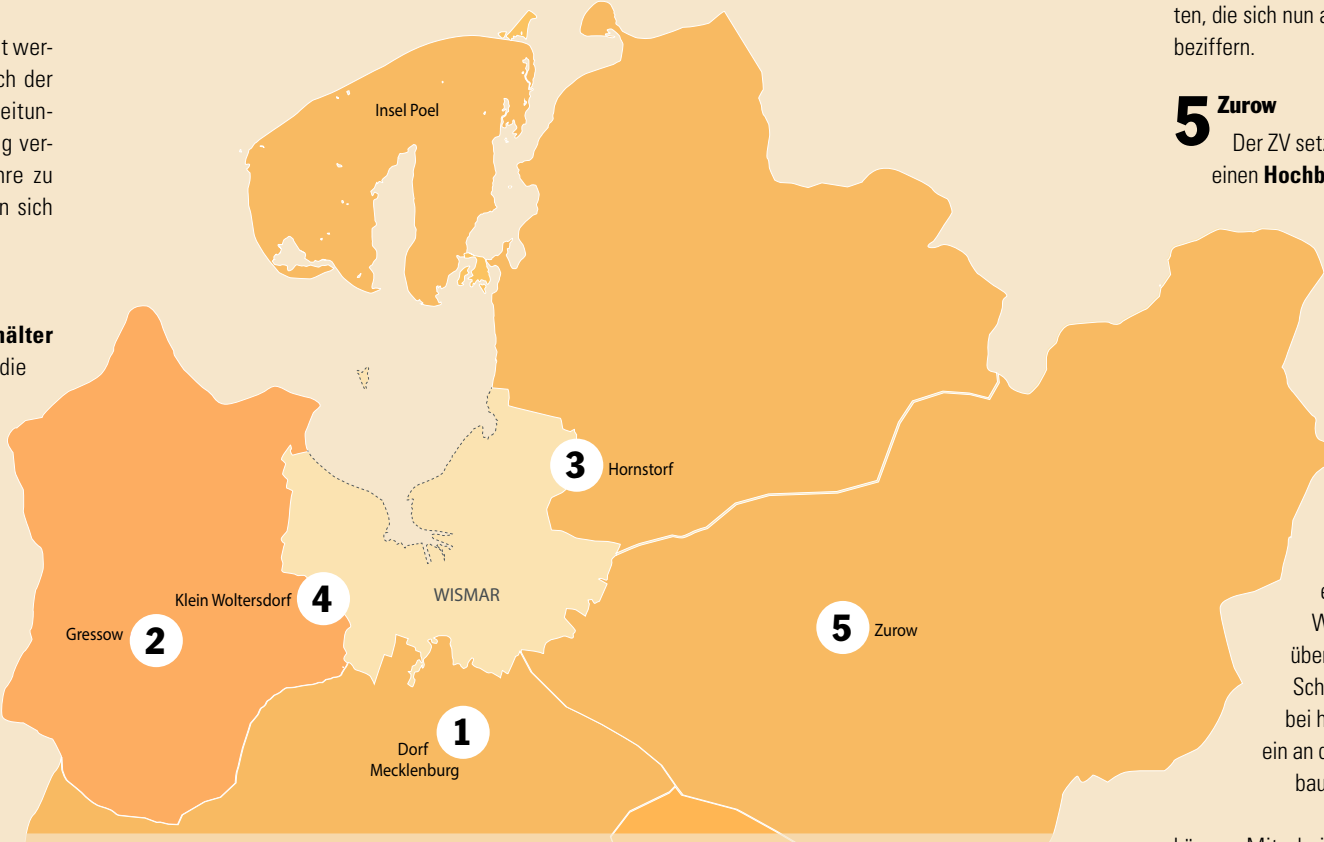 t wer-
ch der
eitun-
g ver-
hre zu
n sich
hälter
die
Insel Poel
3 Hornstorf
Klein Woltersdorf 4
WISMAR
Gressow 2
5 Zurow
1
Dorf
Mecklenburg
ten, die sich nun a
beziffern.
5 Zurow
Der ZV setz
einen Hochb
e
W
über
Sch
bei h
ein an d
bau